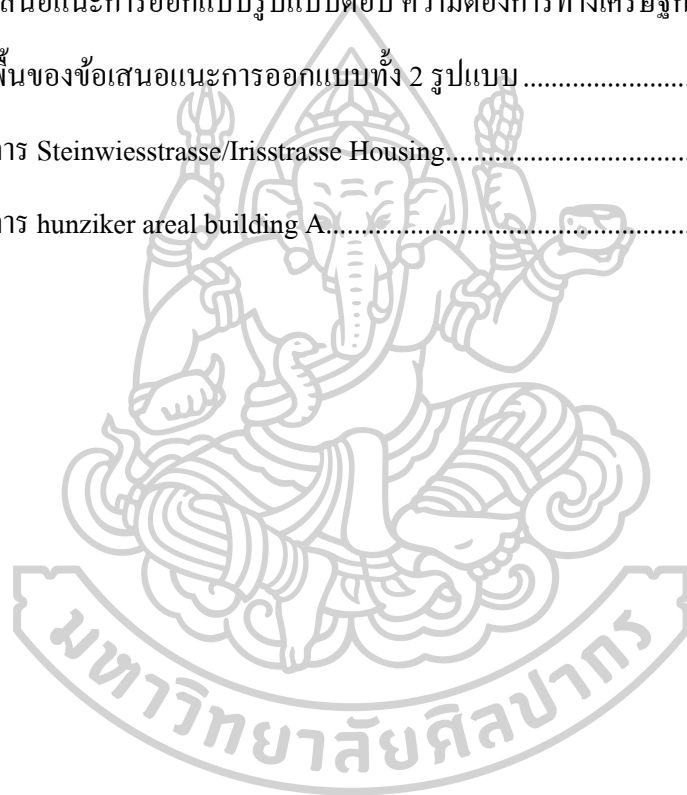 สนอแนะการออกแบบรูปแบบตอบ ความต้องการทางเศรษฐก
พื้นของข้อเสนอแนะการออกแบบทั้ง 2 รูปแบบ ..........................
การ Steinwiesstrasse/Irisstrasse Housing..........................................
การ hunziker areal building A..............................................................
มหาวิทยาลัยศิลปากร